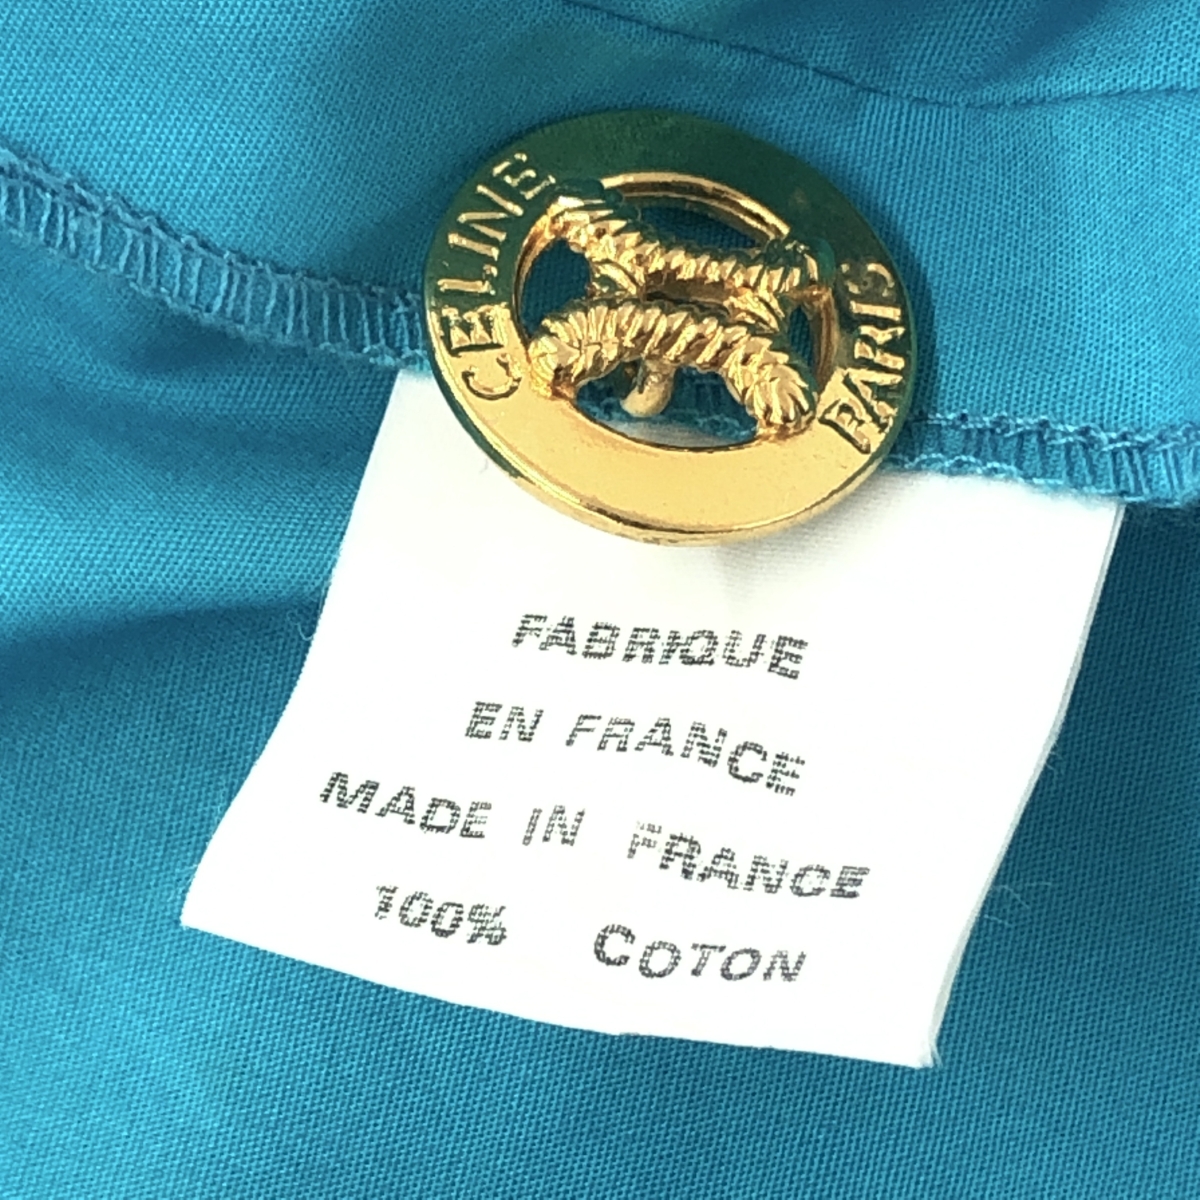 CELINE
PARIS
FABRIQUE
EN FRANCE
MADE IN FRANCE
100% COTON